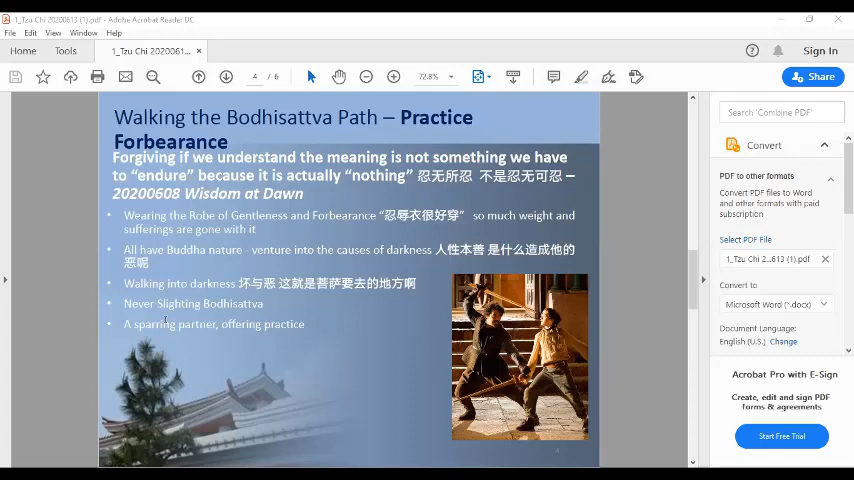 1_Tzu Chi 20200613 (1).pdf - Adobe Acrobat Reader DC
File Edit View Window Help
Home Tools 1_Tzu Chi 2020061... × Sign In
4 / 6 72.8% Share
Walking the Bodhisattva Path – Practice
Forbearance
Forgiving if we understand the meaning is not something we have
to “endure” because it is actually “nothing” 忍无所忍 不是忍无可忍 –
20200608 Wisdom at Dawn
• Wearing the Robe of Gentleness and Forbearance “忍辱衣很好穿” so much weight and
sufferings are gone with it
• All have Buddha nature - venture into the causes of darkness 人性本善 是什么造成他的
恶呢
• Walking into darkness 坏与恶 这就是菩萨要去的地方啊
• Never Slighting Bodhisattva
• A sparring partner, offering practice
Search 'Combine PDF'
Convert
PDF to other formats
Convert PDF files to Word
and other formats with paid
subscription
Select PDF File
1_Tzu Chi 2...613 (1).pdf ×
Convert to
Microsoft Word (*.docx)
Document Language:
English (U.S.) Change
Acrobat Pro with E-Sign
Create, edit and sign PDF
forms & agreements
Start Free Trial